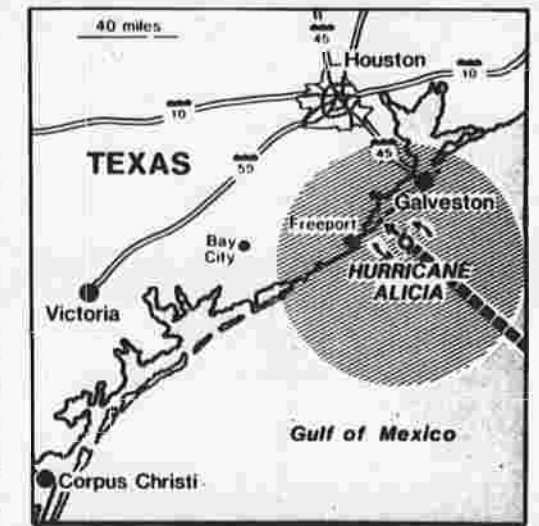 40 miles
45
Houston
10
10
TEXAS
59
45
Galveston
Freeport
Bay
City
HURRICANE
ALICIA
Victoria
Gulf of Mexico
Corpus Christi